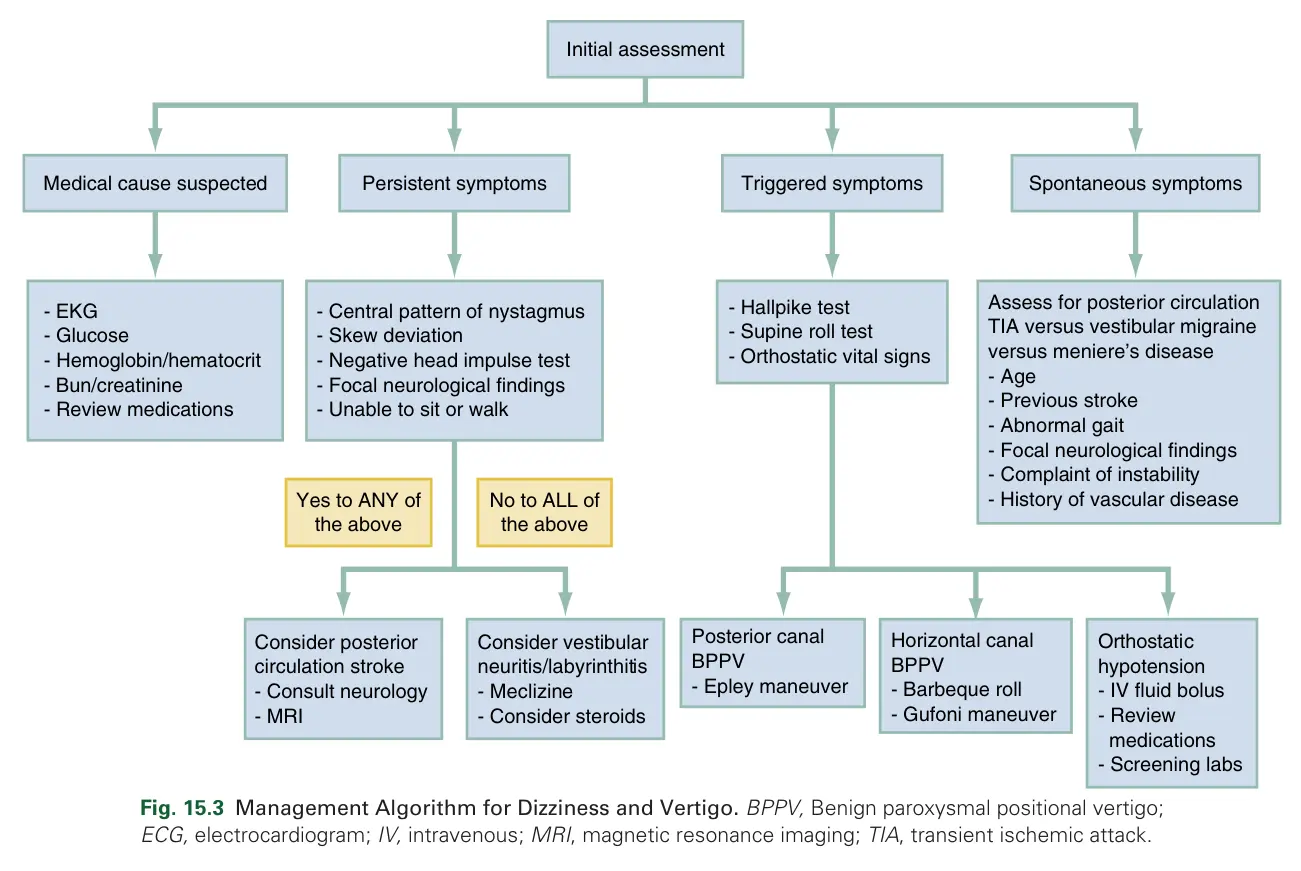 Initial assessment
Medical cause suspected
Persistent symptoms
Triggered symptoms
Spontaneous symptoms
- EKG
- Glucose
- Hemoglobin/hematocrit
- Bun/creatinine
- Review medications
- Central pattern of nystagmus
- Skew deviation
- Negative head impulse test
- Focal neurological findings
- Unable to sit or walk
- Hallpike test
- Supine roll test
- Orthostatic vital signs
Assess for posterior circulation
TIA versus vestibular migraine
versus meniere's disease
- Age
- Previous stroke
- Abnormal gait
- Focal neurological findings
- Complaint of instability
- History of vascular disease
Yes to ANY of
the above
No to ALL of
the above
Consider posterior
circulation stroke
- Consult neurology
- MRI
Consider vestibular
neuritis/labyrinthitis
- Meclizine
- Consider steroids
Posterior canal
BPPV
- Epley maneuver
Horizontal canal
BPPV
- Barbeque roll
- Gufoni maneuver
Orthostatic
hypotension
- IV fluid bolus
- Review
medications
- Screening labs
Fig. 15.3 Management Algorithm for Dizziness and Vertigo. BPPV, Benign paroxysmal positional vertigo;
ECG, electrocardiogram; IV, intravenous; MRI, magnetic resonance imaging; TIA, transient ischemic attack.